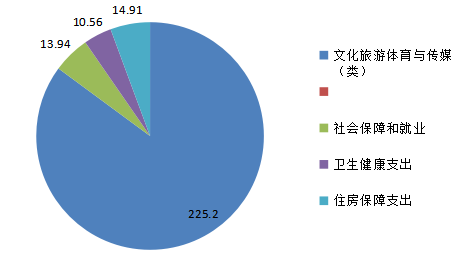 14.91
10.56
13.94
225.2
文化旅游体育与传媒
（类）
社会保障和就业
卫生健康支出
住房保障支出